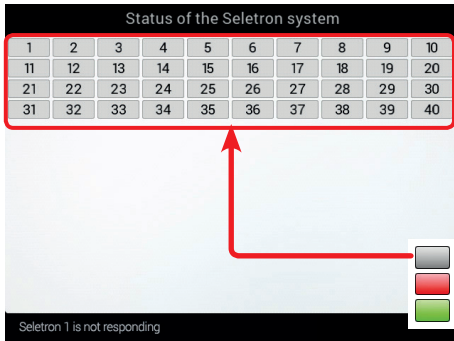 Status of the Seletron system
1 2 3 4 5 6 7 8 9 10
11 12 13 14 15 16 17 18 19 20
21 22 23 24 25 26 27 28 29 30
31 32 33 34 35 36 37 38 39 40
Seletron 1 is not responding